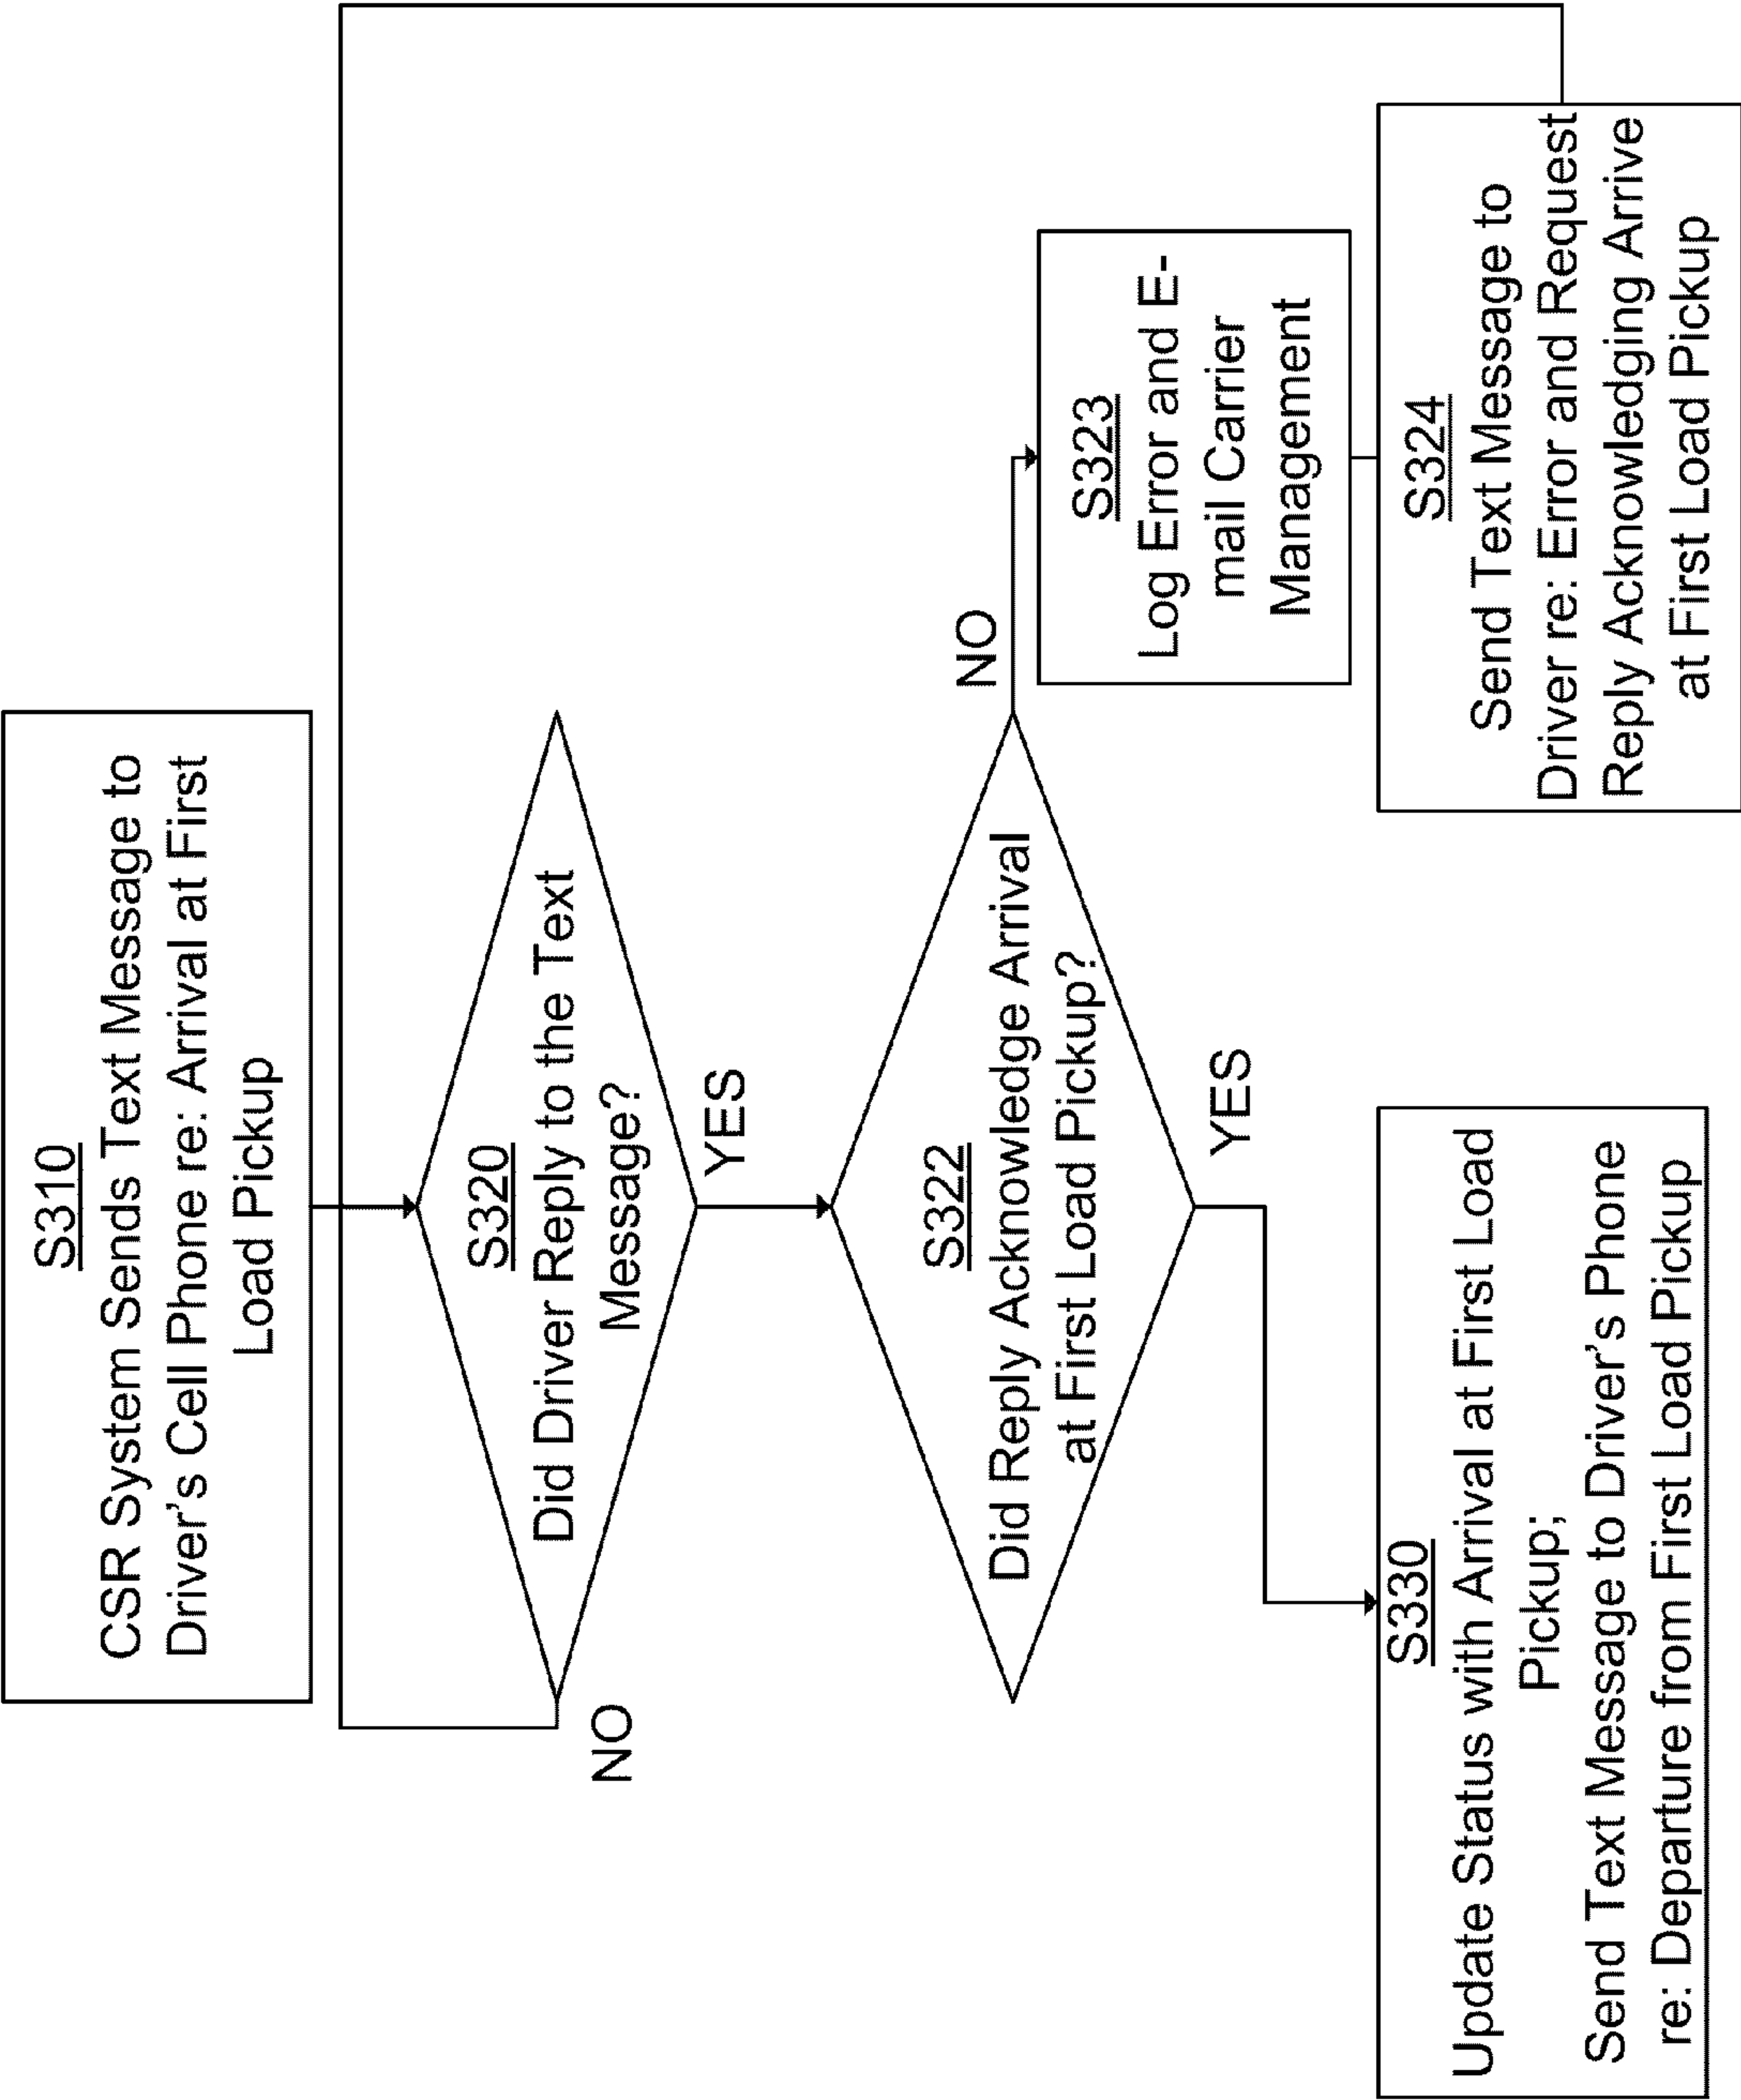 S310
CSR System Sends Text Message to
Driver's Cell Phone re: Arrival at First
Load Pickup
S320
Did Driver Reply to the Text
Message?
NO
YES
S322
Did Reply Acknowledge Arrival
at First Load Pickup?
NO
YES
S323
Log Error and E-
mail Carrier
Management
S324
Send Text Message to
Driver re: Error and Request
Reply Acknowledging Arrive
at First Load Pickup
S330
Update Status with Arrival at First Load
Pickup;
Send Text Message to Driver's Phone
re: Departure from First Load Pickup